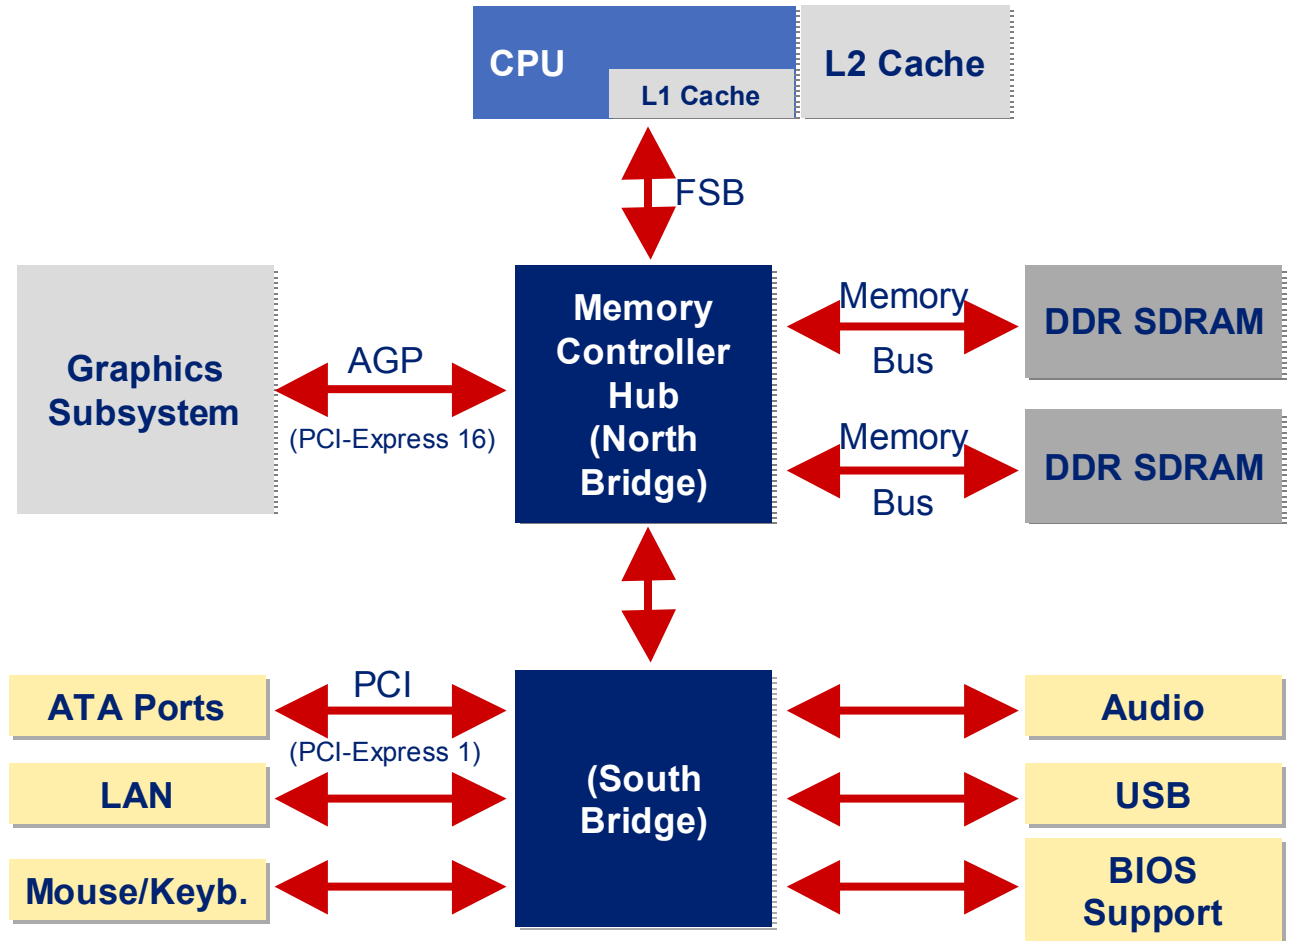 CPU
L1 Cache
L2 Cache
FSB
Graphics
Subsystem
AGP
(PCI-Express 16)
Memory
Controller
Hub
(North
Bridge)
Memory
Bus
DDR SDRAM
Memory
Bus
DDR SDRAM
ATA Ports
PCI
(PCI-Express 1)
LAN
Mouse/Keyb.
(South
Bridge)
Audio
USB
BIOS
Support